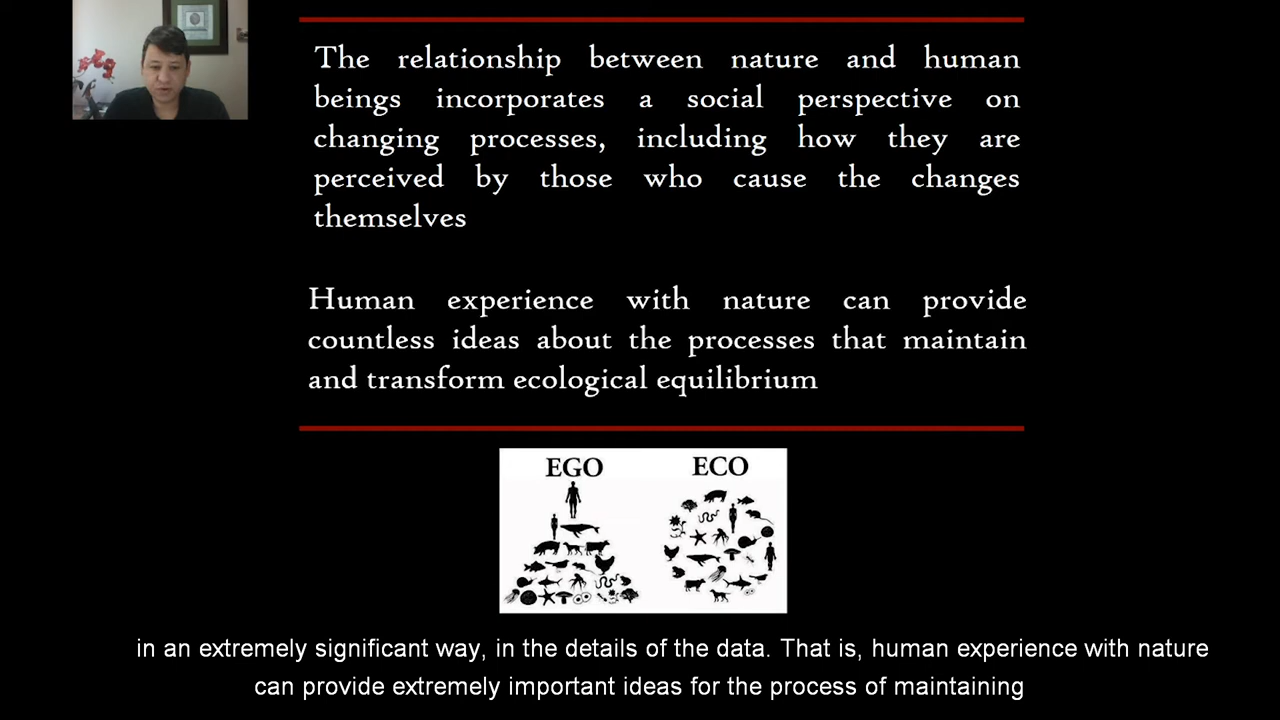 The relationship between nature and human
beings incorporates a social perspective on
changing processes, including how they are
perceived by those who cause the changes
themselves
Human experience with nature can provide
countless ideas about the processes that maintain
and transform ecological equilibrium
EGO
ECO
in an extremely significant way, in the details of the data. That is, human experience with nature
can provide extremely important ideas for the process of maintaining